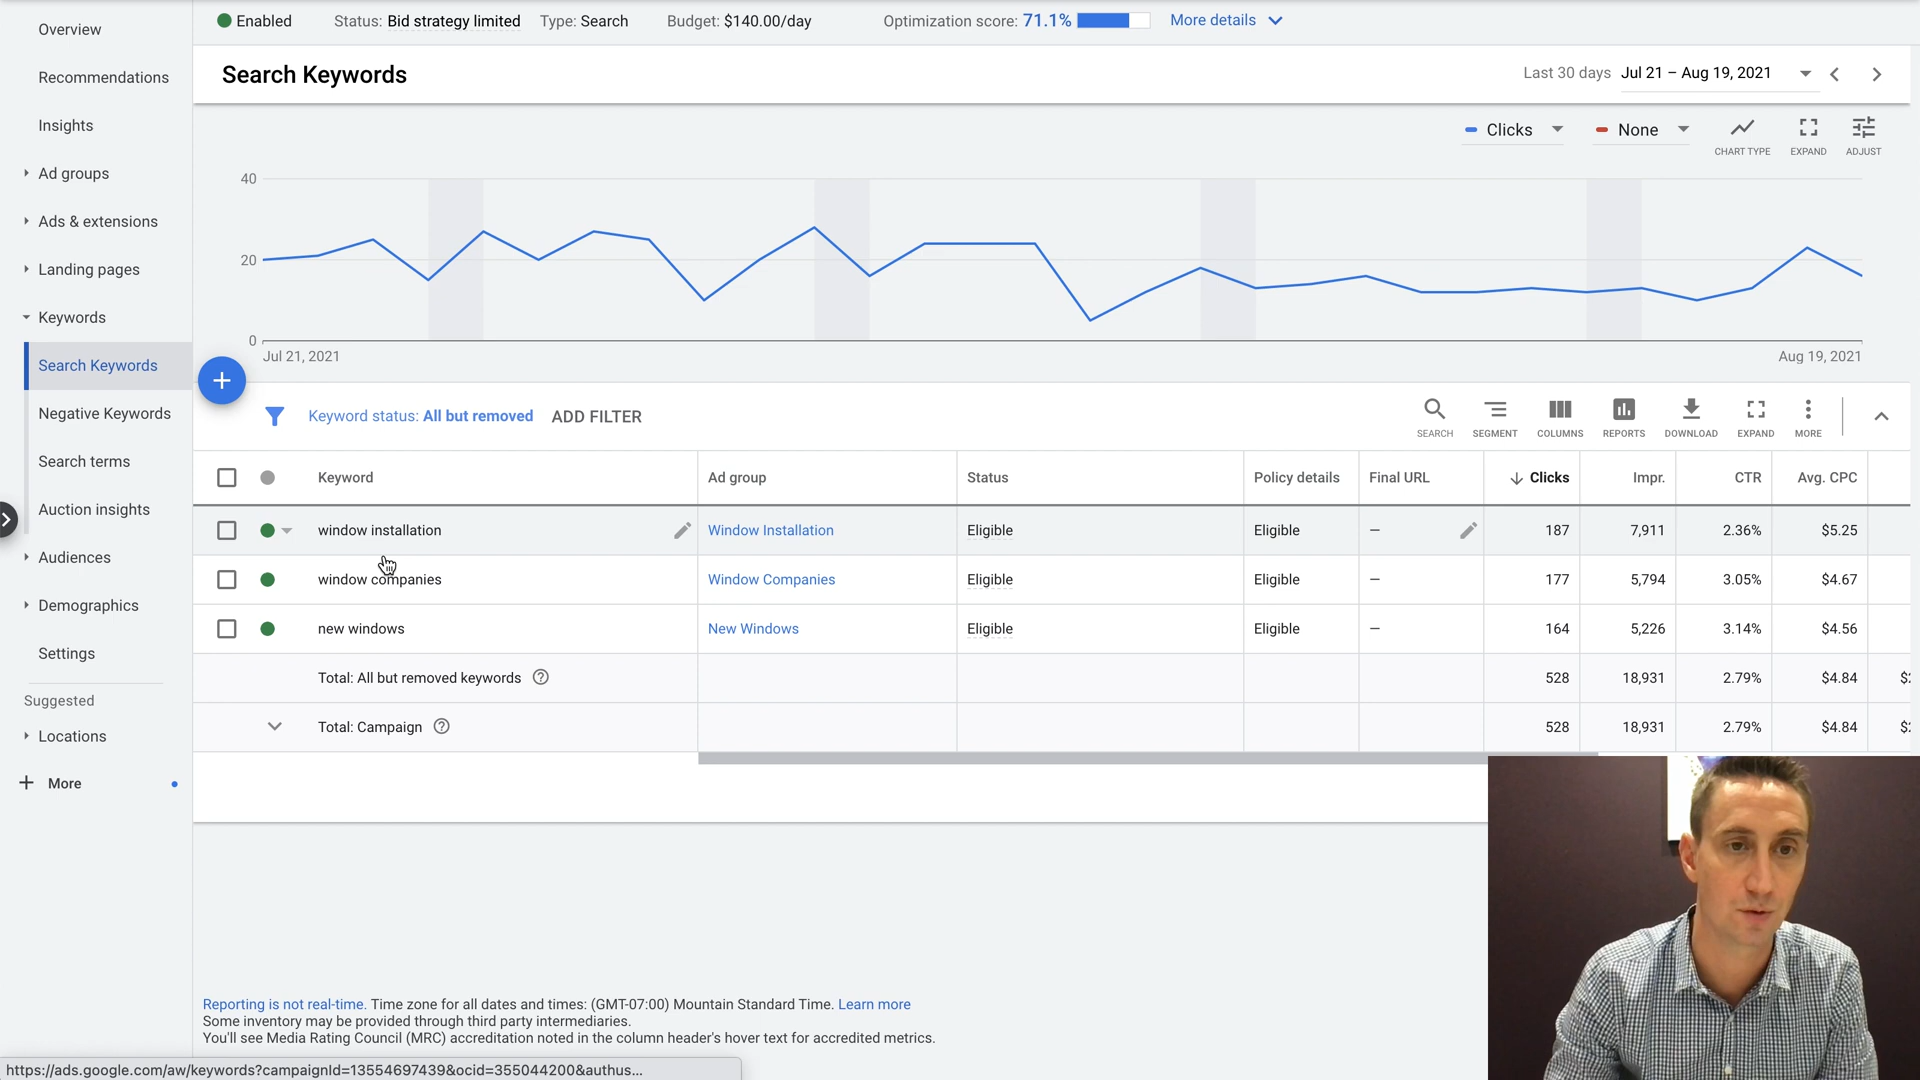 Overview
Recommendations
Insights
Ad groups
Ads & extensions
Landing pages
Keywords
Search Keywords
Negative Keywords
Search terms
Auction insights
Audiences
Demographics
Settings
Suggested
Locations
More
Enabled Status: Bid strategy limited Type: Search Budget: $140.00/day Optimization score: 71.1% More details
Search Keywords Last 30 days Jul 21 – Aug 19, 2021
Clicks None CHART TYPE EXPAND ADJUST
40
20
0
Jul 21, 2021 Aug 19, 2021
Keyword status: All but removed ADD FILTER SEARCH SEGMENT COLUMNS REPORTS DOWNLOAD EXPAND MORE
Keyword Ad group Status Policy details Final URL Clicks Impr. CTR Avg. CPC
window installation Window Installation Eligible Eligible – 187 7,911 2.36% $5.25
window companies Window Companies Eligible Eligible – 177 5,794 3.05% $4.67
new windows New Windows Eligible Eligible – 164 5,226 3.14% $4.56
Total: All but removed keywords 528 18,931 2.79% $4.84
Total: Campaign 528 18,931 2.79% $4.84
Reporting is not real-time. Time zone for all dates and times: (GMT-07:00) Mountain Standard Time. Learn more
Some inventory may be provided through third party intermediaries.
You'll see Media Rating Council (MRC) accreditation noted in the column header's hover text for accredited metrics.
https://ads.google.com/aw/keywords?campaignId=13554697439&ocid=355044200&authus...